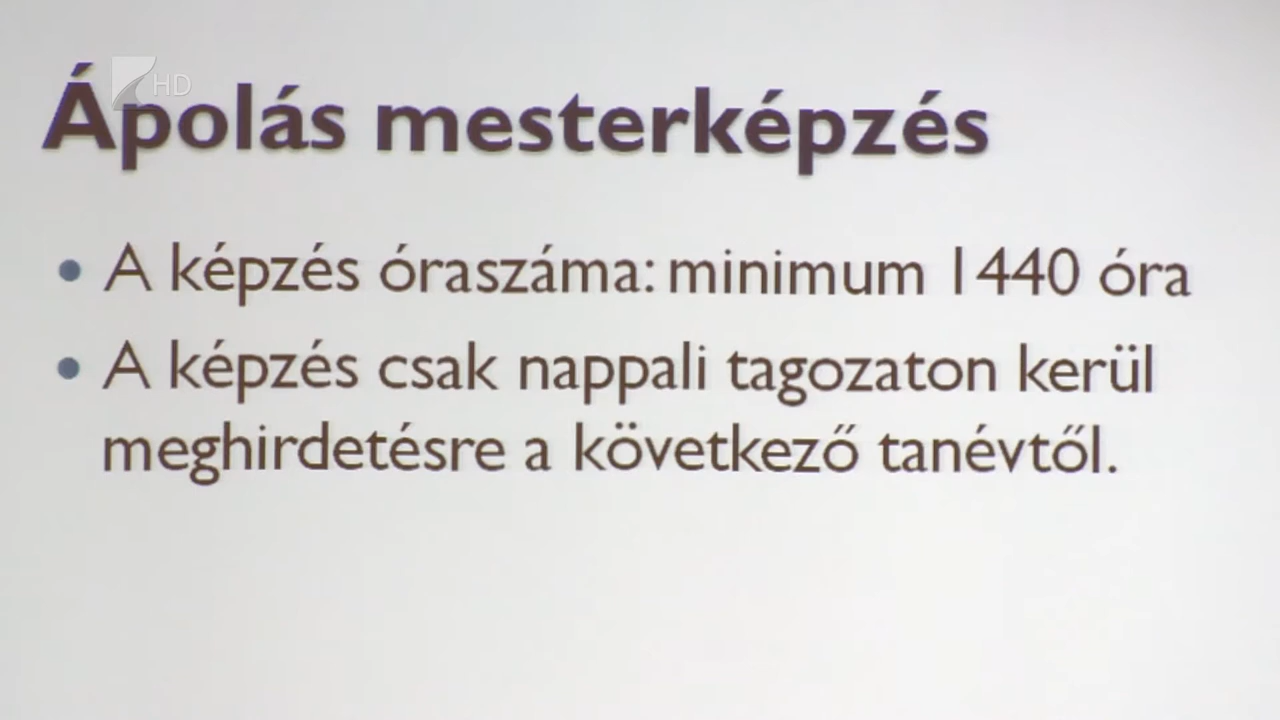 HD
Ápolás mesterképzés
• A képzés óraszáma: minimum 1440 óra
• A képzés csak nappali tagozaton kerül
meghirdetésre a következő tanévtől.